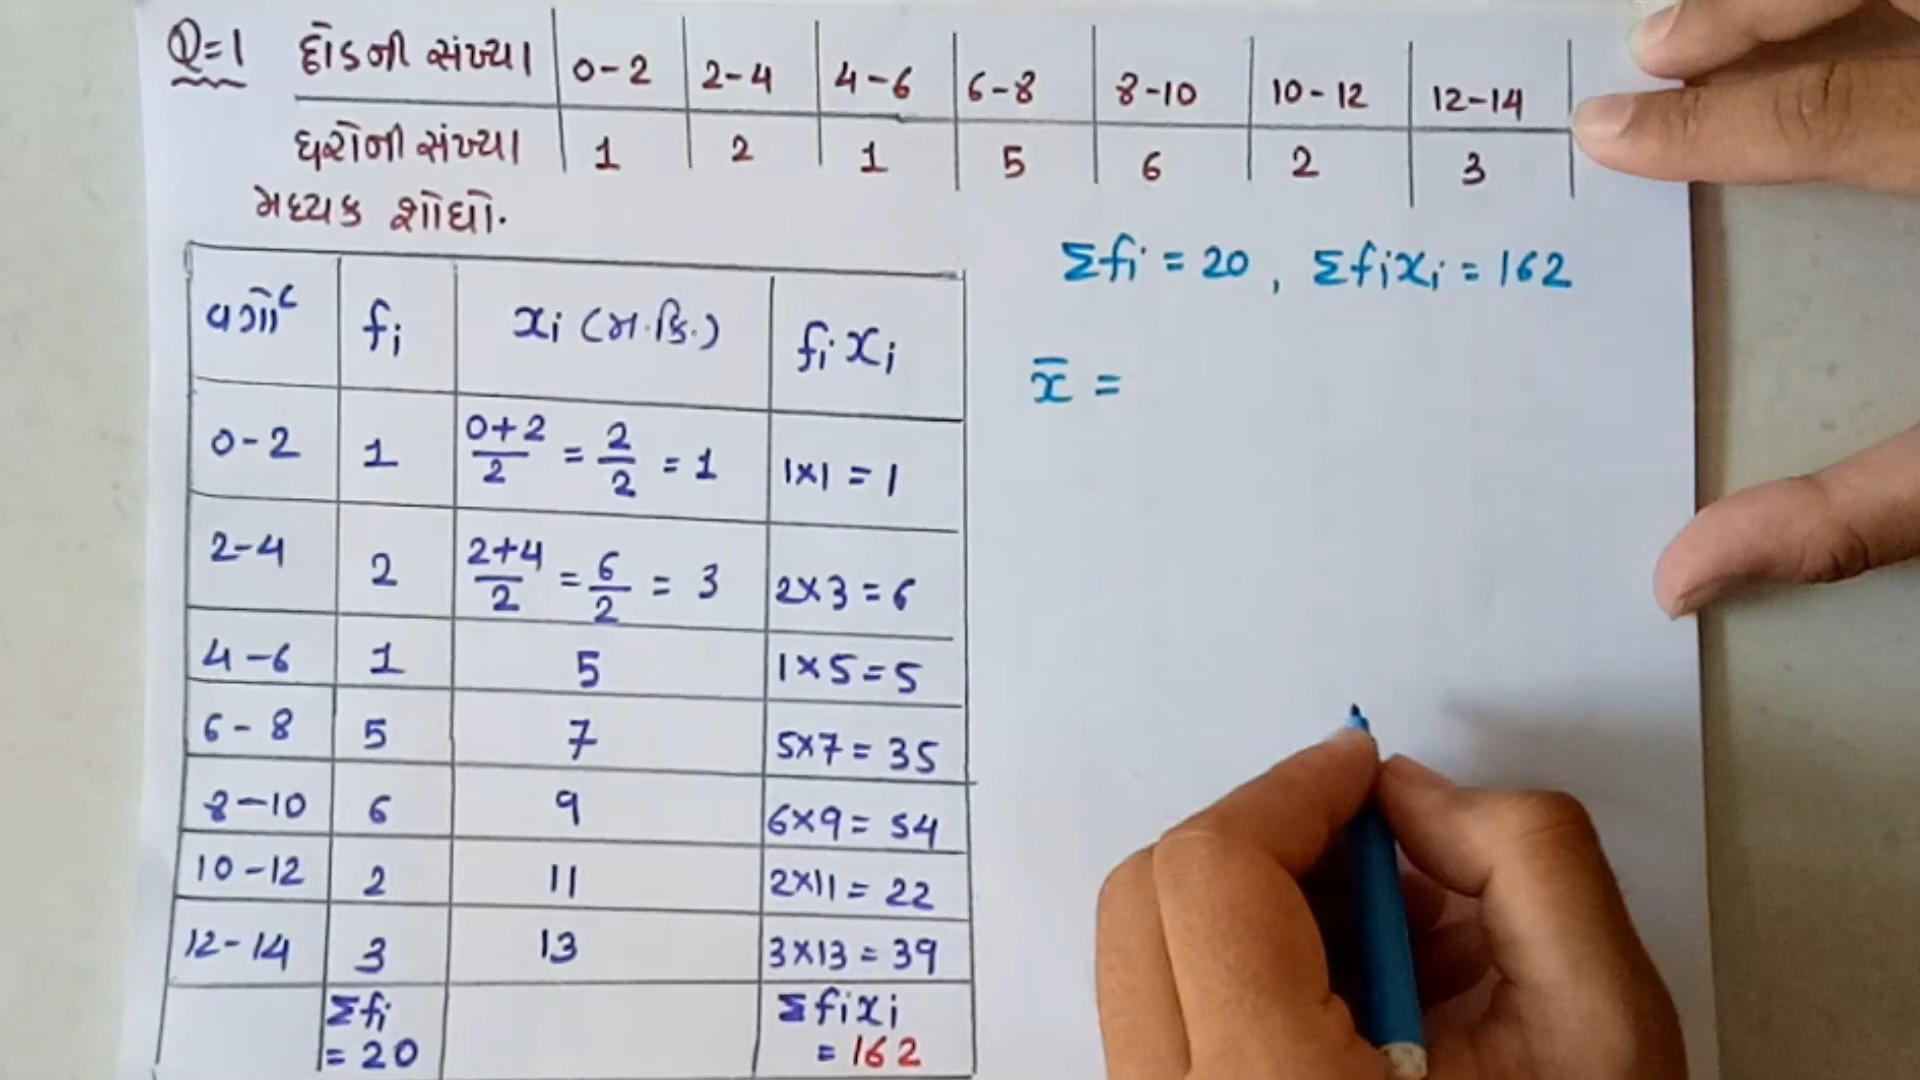 Q=1 છોડની સંખ્યા 0-2 2-4 4-6 6-8 8-10 10-12 12-14
ઘરોની સંખ્યા 1 2 1 5 6 2 3
મધ્યક શોધો.
Σfi = 20, Σfixi = 162
વર્ગ fi xi (મ.કિ.) fixi
x̄ =
0-2 1 0+2/2 = 2/2 = 1 1×1 = 1
2-4 2 2+4/2 = 6/2 = 3 2×3 = 6
4-6 1 5 1×5 = 5
6-8 5 7 5×7 = 35
8-10 6 9 6×9 = 54
10-12 2 11 2×11 = 22
12-14 3 13 3×13 = 39
Σfi Σfixi
= 20 = 162